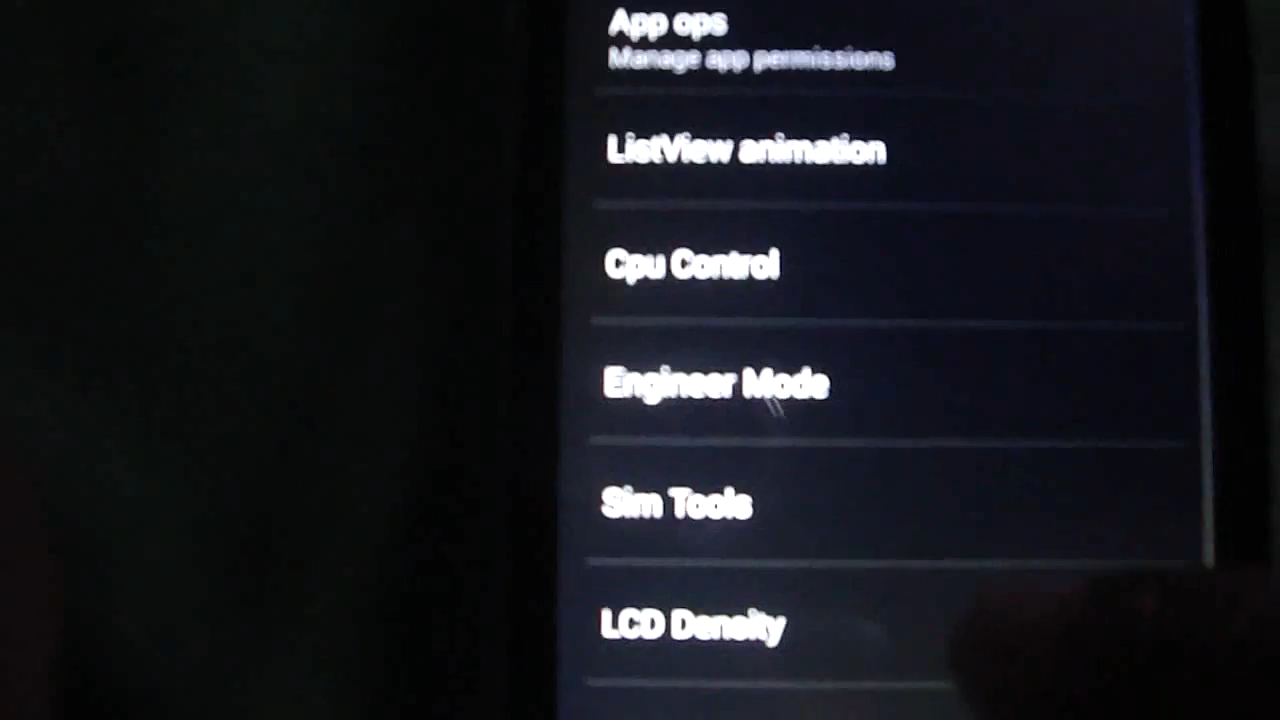 App ops
Manage app permissions
ListView animation
Cpu Control
Engineer Mode
Sim Tools
LCD Density